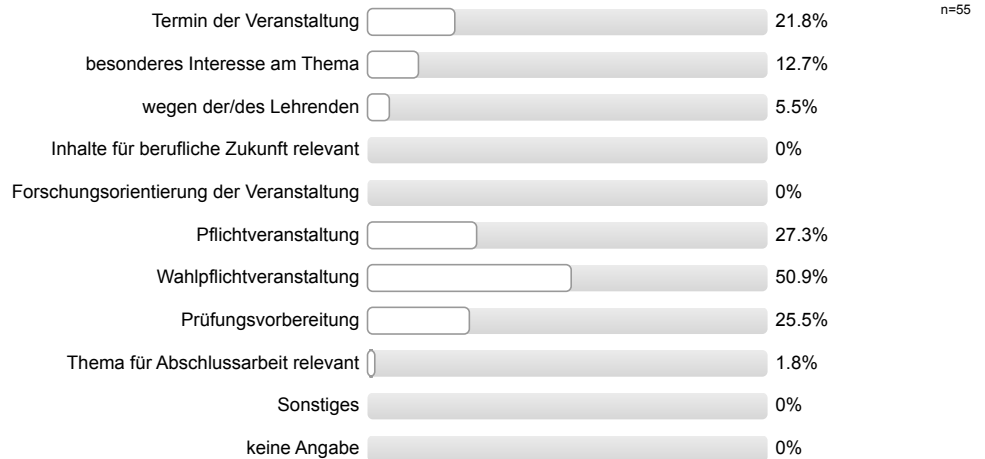 Termin der Veranstaltung 21.8% n=55
besonderes Interesse am Thema 12.7%
wegen der/des Lehrenden 5.5%
Inhalte für berufliche Zukunft relevant 0%
Forschungsorientierung der Veranstaltung 0%
Pflichtveranstaltung 27.3%
Wahlpflichtveranstaltung 50.9%
Prüfungsvorbereitung 25.5%
Thema für Abschlussarbeit relevant 1.8%
Sonstiges 0%
keine Angabe 0%